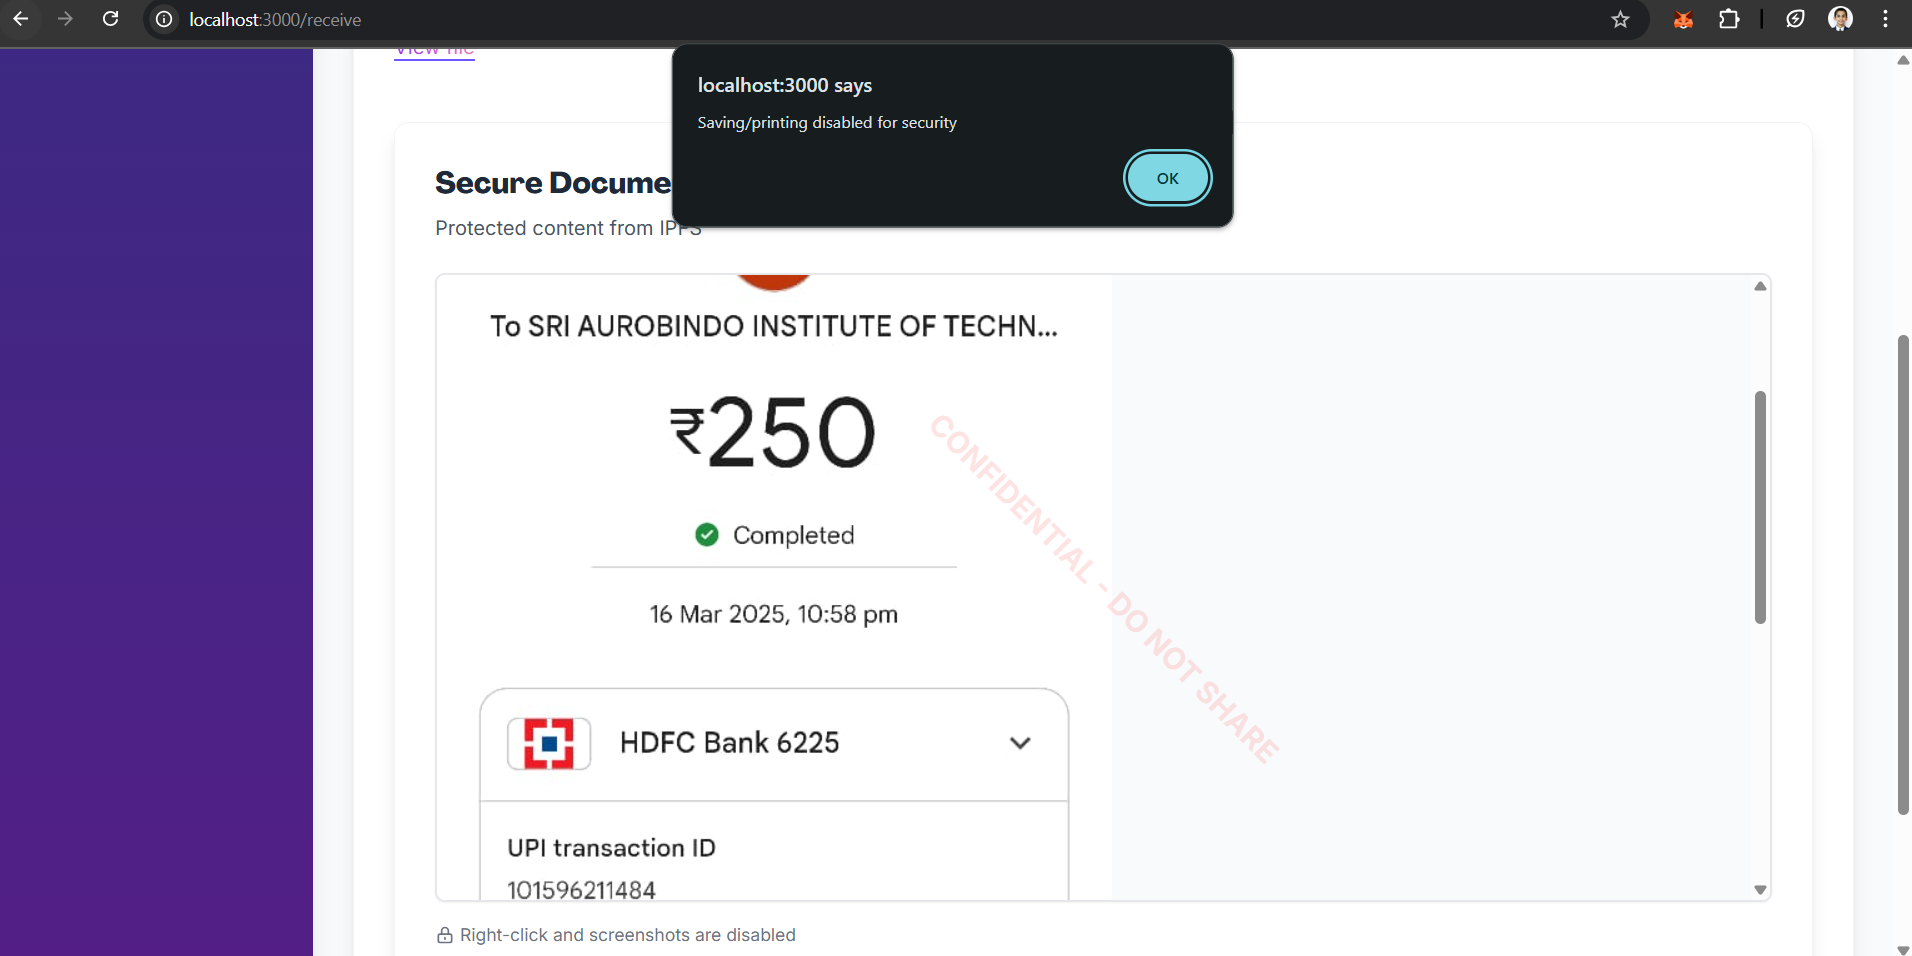 localhost:3000/receive
View file
localhost:3000 says
Saving/printing disabled for security
OK
Secure Docume
Protected content from IPFS
To SRI AUROBINDO INSTITUTE OF TECHN...
₹250
Completed
16 Mar 2025, 10:58 pm
CONFIDENTIAL - DO NOT SHARE
HDFC Bank 6225
UPI transaction ID
101596211484
Right-click and screenshots are disabled